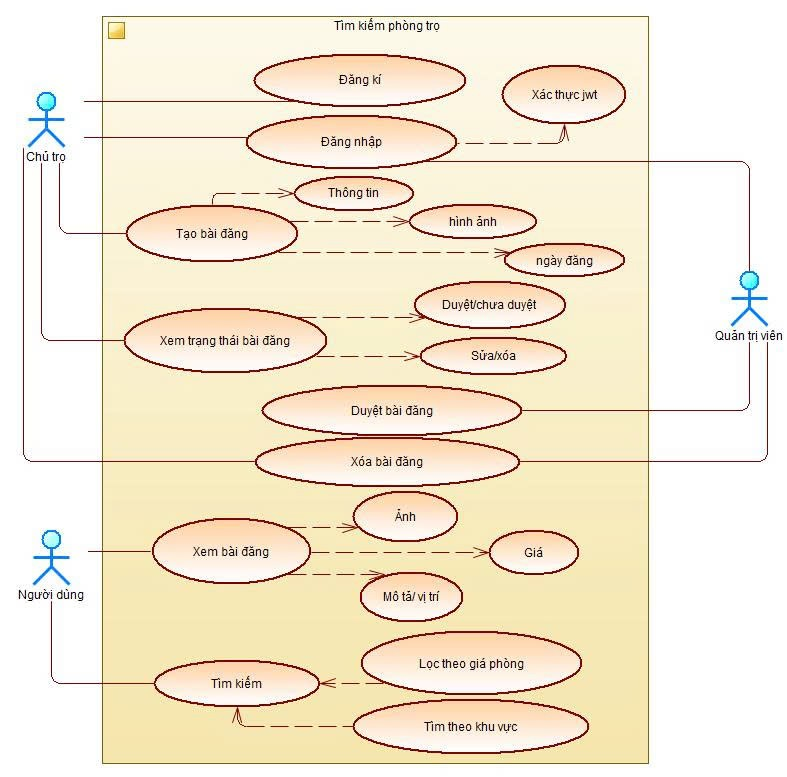 Tìm kiếm phòng trọ
Đăng kí
Xác thực jwt
Đăng nhập
Chủ trọ
Thông tin
hình ảnh
Tạo bài đăng
ngày đăng
Duyệt/chưa duyệt
Quản trị viên
Xem trạng thái bài đăng
Sửa/xóa
Duyệt bài đăng
Xóa bài đăng
Ảnh
Xem bài đăng
Giá
Người dùng
Mô tả/ vị trí
Lọc theo giá phòng
Tìm kiếm
Tìm theo khu vực